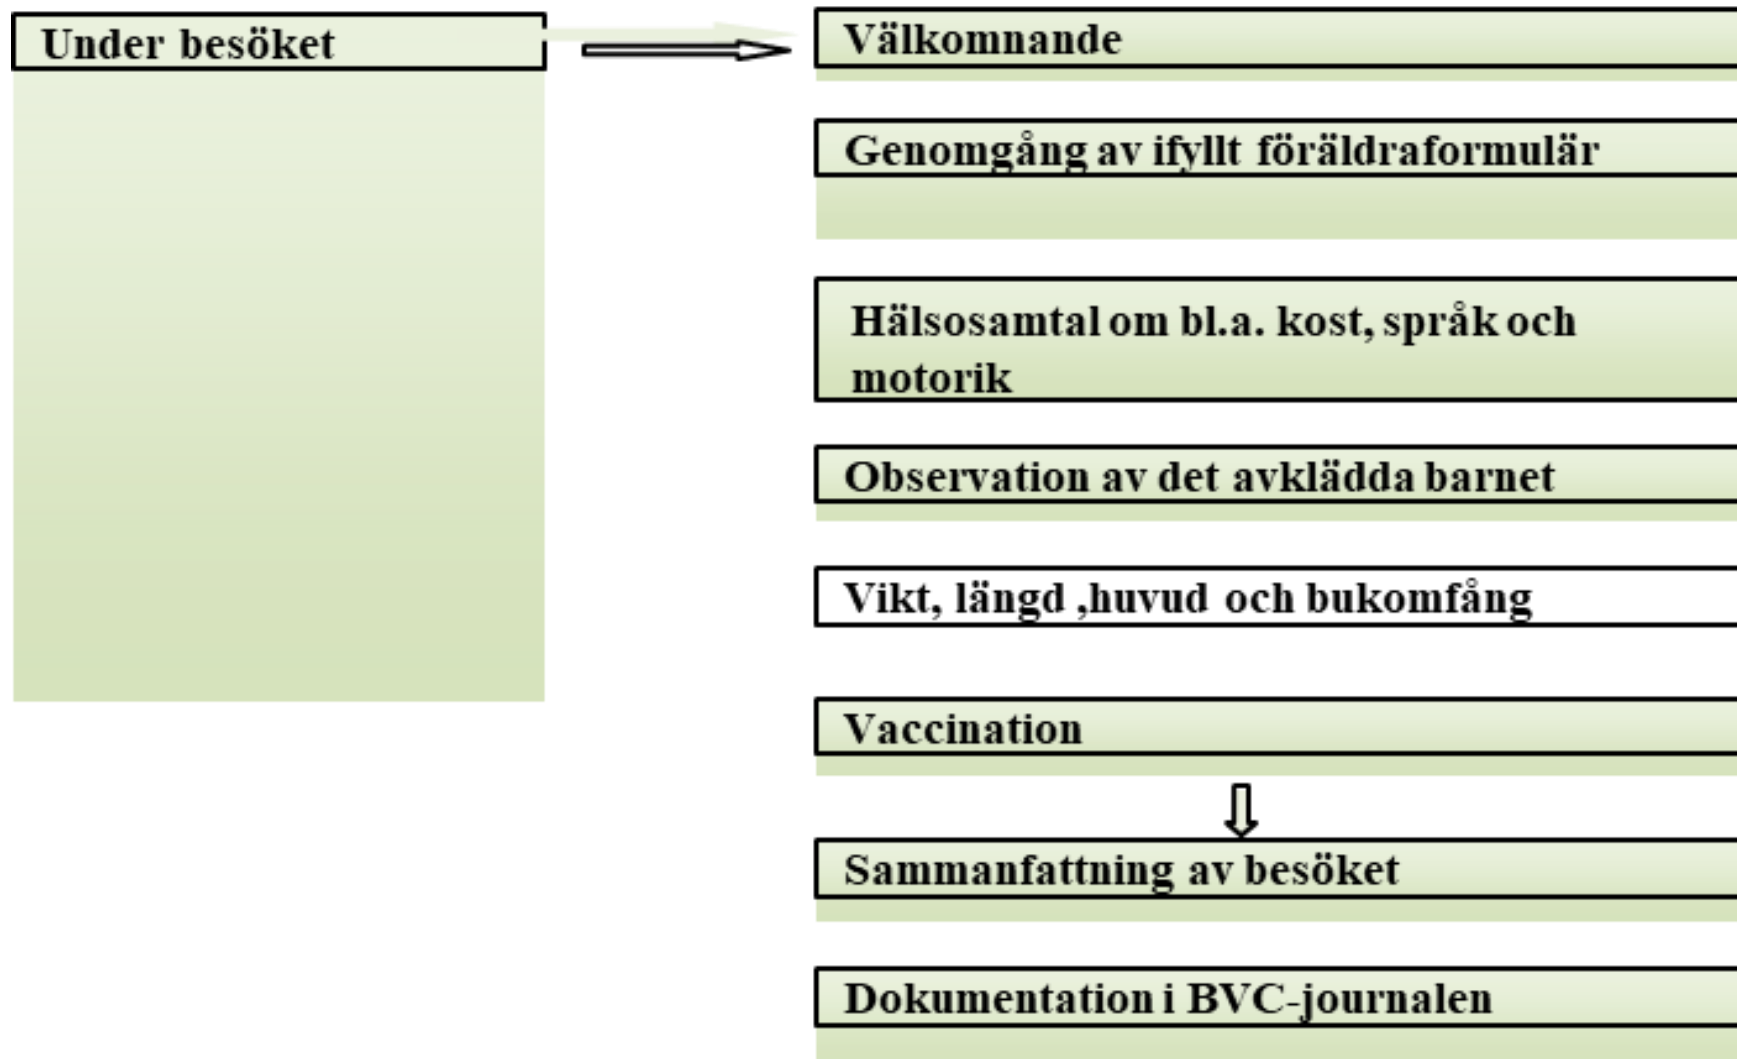 Under besöket
Välkomnande
Genomgång av ifyllt föräldraformulär
Hälsosamtal om bl.a. kost, språk och
motorik
Observation av det avklädda barnet
Vikt, längd ,huvud och bukomfång
Vaccination
Sammanfattning av besöket
Dokumentation i BVC-journalen